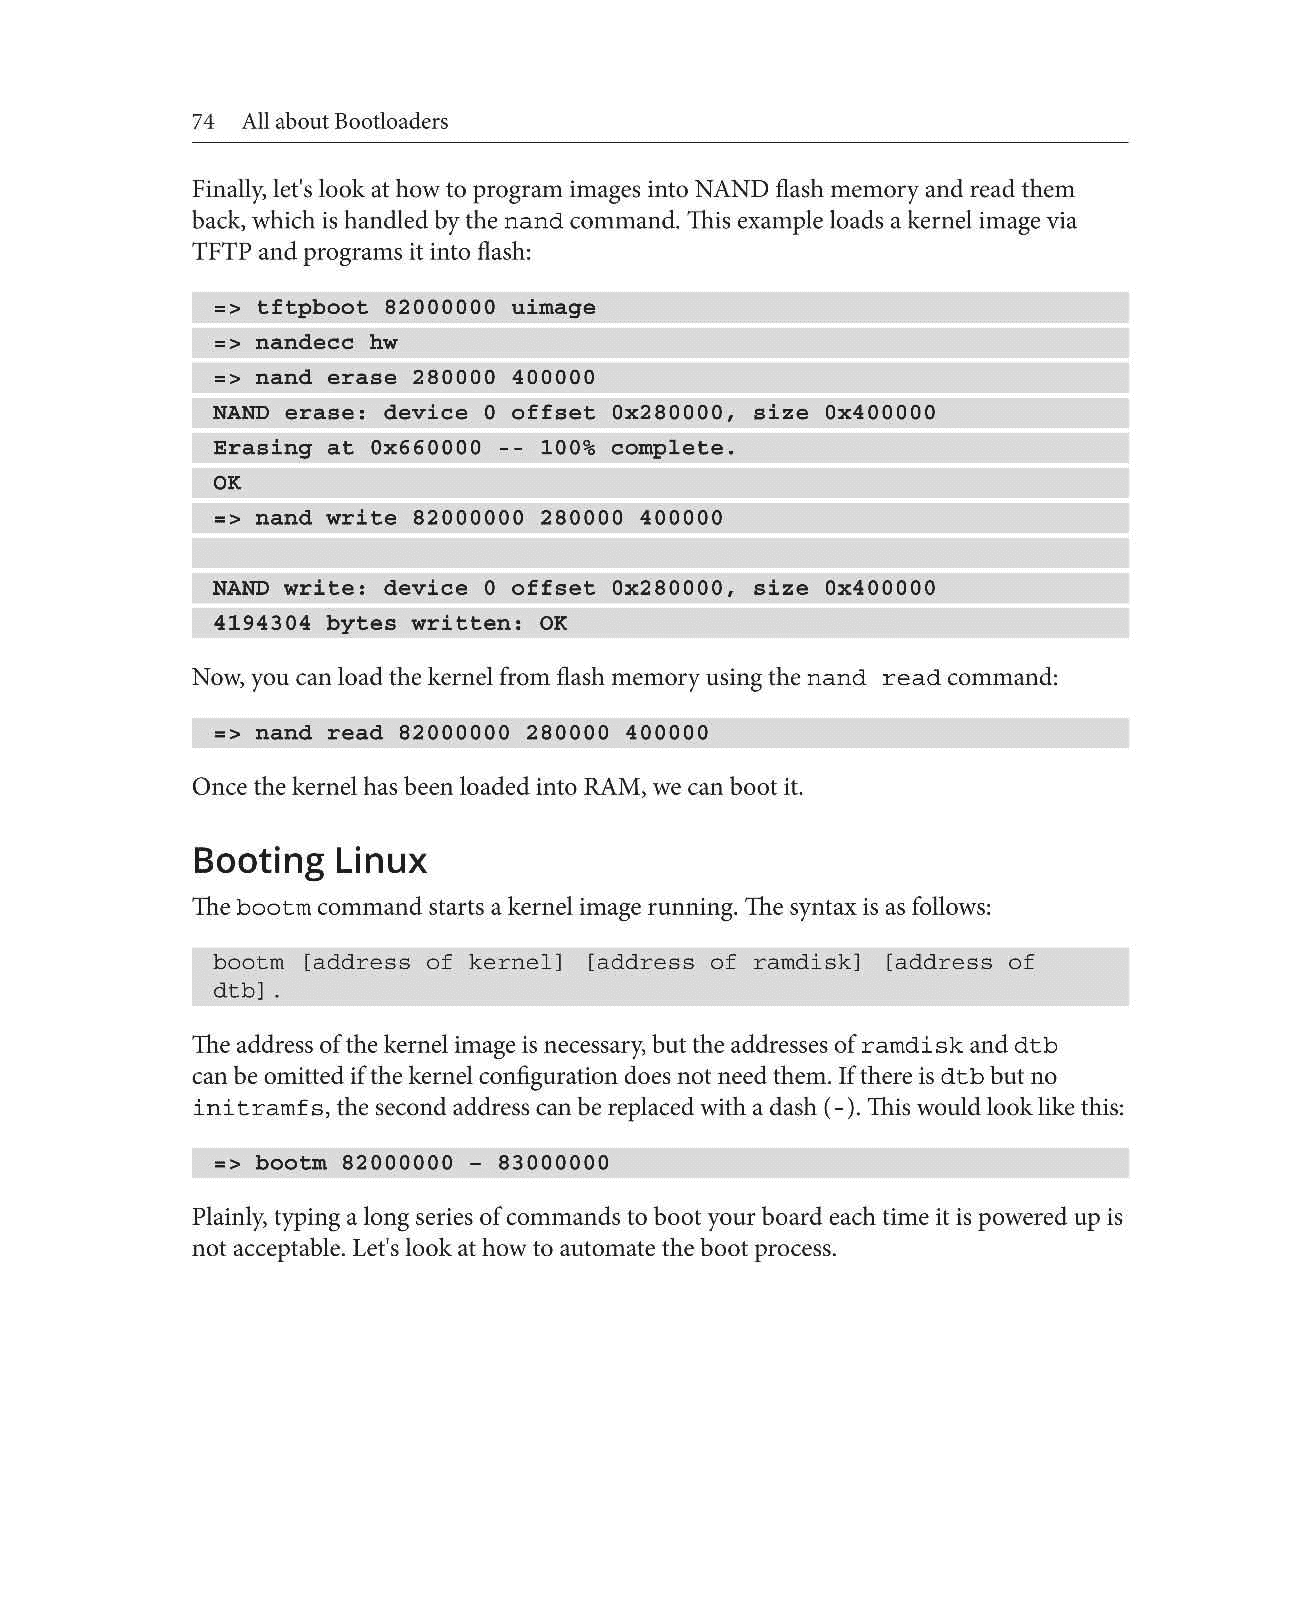 74 All about Bootloaders
Finally, let's look at how to program images into NAND flash memory and read them
back, which is handled by the nand command. This example loads a kernel image via
TFTP and programs it into flash:
=> tftpboot 82000000 uimage
=> nandecc hw
=> nand erase 280000 400000
NAND erase: device 0 offset 0x280000, size 0x400000
Erasing at 0x660000 -- 100% complete.
OK
=> nand write 82000000 280000 400000
NAND write: device 0 offset 0x280000, size 0x400000
4194304 bytes written: OK
Now, you can load the kernel from flash memory using the nand read command:
=> nand read 82000000 280000 400000
Once the kernel has been loaded into RAM, we can boot it.
Booting Linux
The bootm command starts a kernel image running. The syntax is as follows:
bootm [address of kernel] [address of ramdisk] [address of
dtb].
The address of the kernel image is necessary, but the addresses of ramdisk and dtb
can be omitted if the kernel configuration does not need them. If there is dtb but no
initramfs, the second address can be replaced with a dash (-). This would look like this:
=> bootm 82000000 – 83000000
Plainly, typing a long series of commands to boot your board each time it is powered up is
not acceptable. Let's look at how to automate the boot process.